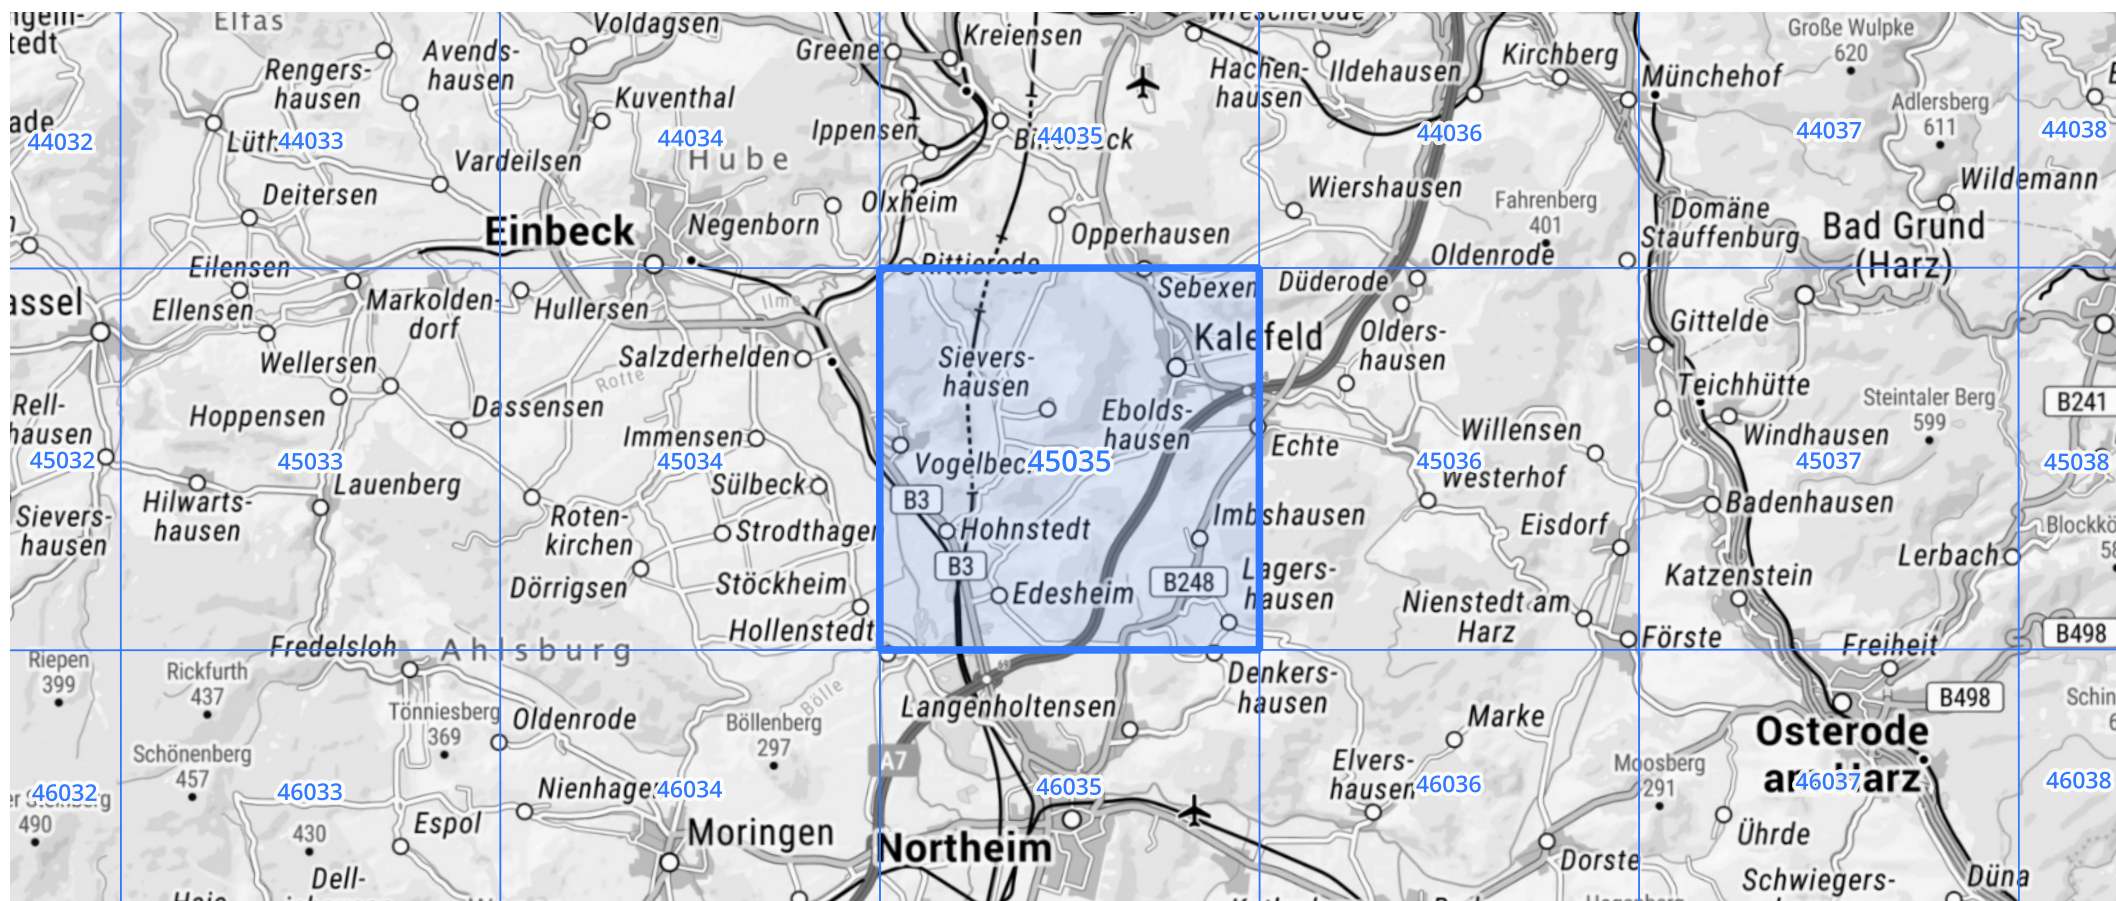 Elfas
Voldagsen
Greene
Kreiensen
Große Wulpke
620
tedt
Avends-
hausen
Rengers-
hausen
Kuventhal
Hachen-
hausen
Ildehausen
Kirchberg
Münchehof
Adlersberg
611
ade
44032
44033
44034
Hube
Ippensen
44035
44036
44037
44038
Vardeilsen
Deitersen
Einbeck
Negenborn
Olxheim
Opperhausen
Wiershausen
Fahrenberg
401
Oldenrode
Domäne
Stauffenburg
Wildemann
Bad Grund
(Harz)
Eilensen
Ellensen
Markolden-
dorf
Hullersen
Ilme
Rittierode
Sebexen
Düderode
Kalefeld
Olders-
hausen
Gittelde
assel
Wellersen
Salzderhelden
Rotte
Sievers-
hausen
Teichhütte
Steintaler Berg
599
B241
Rell-
hausen
Hoppensen
Dassensen
Immensen
Ebolds-
hausen
Echte
Willensen
Windhausen
45032
45033
45034
45035
45036
45037
45038
Hilwarts-
hausen
Lauenberg
Sülbeck
B3
Westerhof
Badenhausen
Sievers-
hausen
Roten-
kirchen
Strodthagen
Hohnstedt
Imbshausen
Eisdorf
Lerbach
Dörrigsen
Stöckheim
B3
Edesheim
B248
Lagers-
hausen
Nienstedt am
Harz
Katzenstein
Fredelsloh
Ahlsburg
Hollenstedt
Förste
Freiheit
B498
Riepen
399
Rickfurth
437
Tönniesberg
369
Oldenrode
Böllenberg
297
Bölle
Langenholtensen
Denkers-
hausen
Marke
B498
Osterode
Schönenberg
457
A7
Elvers-
hausen
Moosberg
291
46032
46033
46034
46035
46036
46037
46038
490
430
Espol
Moringen
Northeim
Dorste
Ührde
Dell-
Schwiegers-
Düna